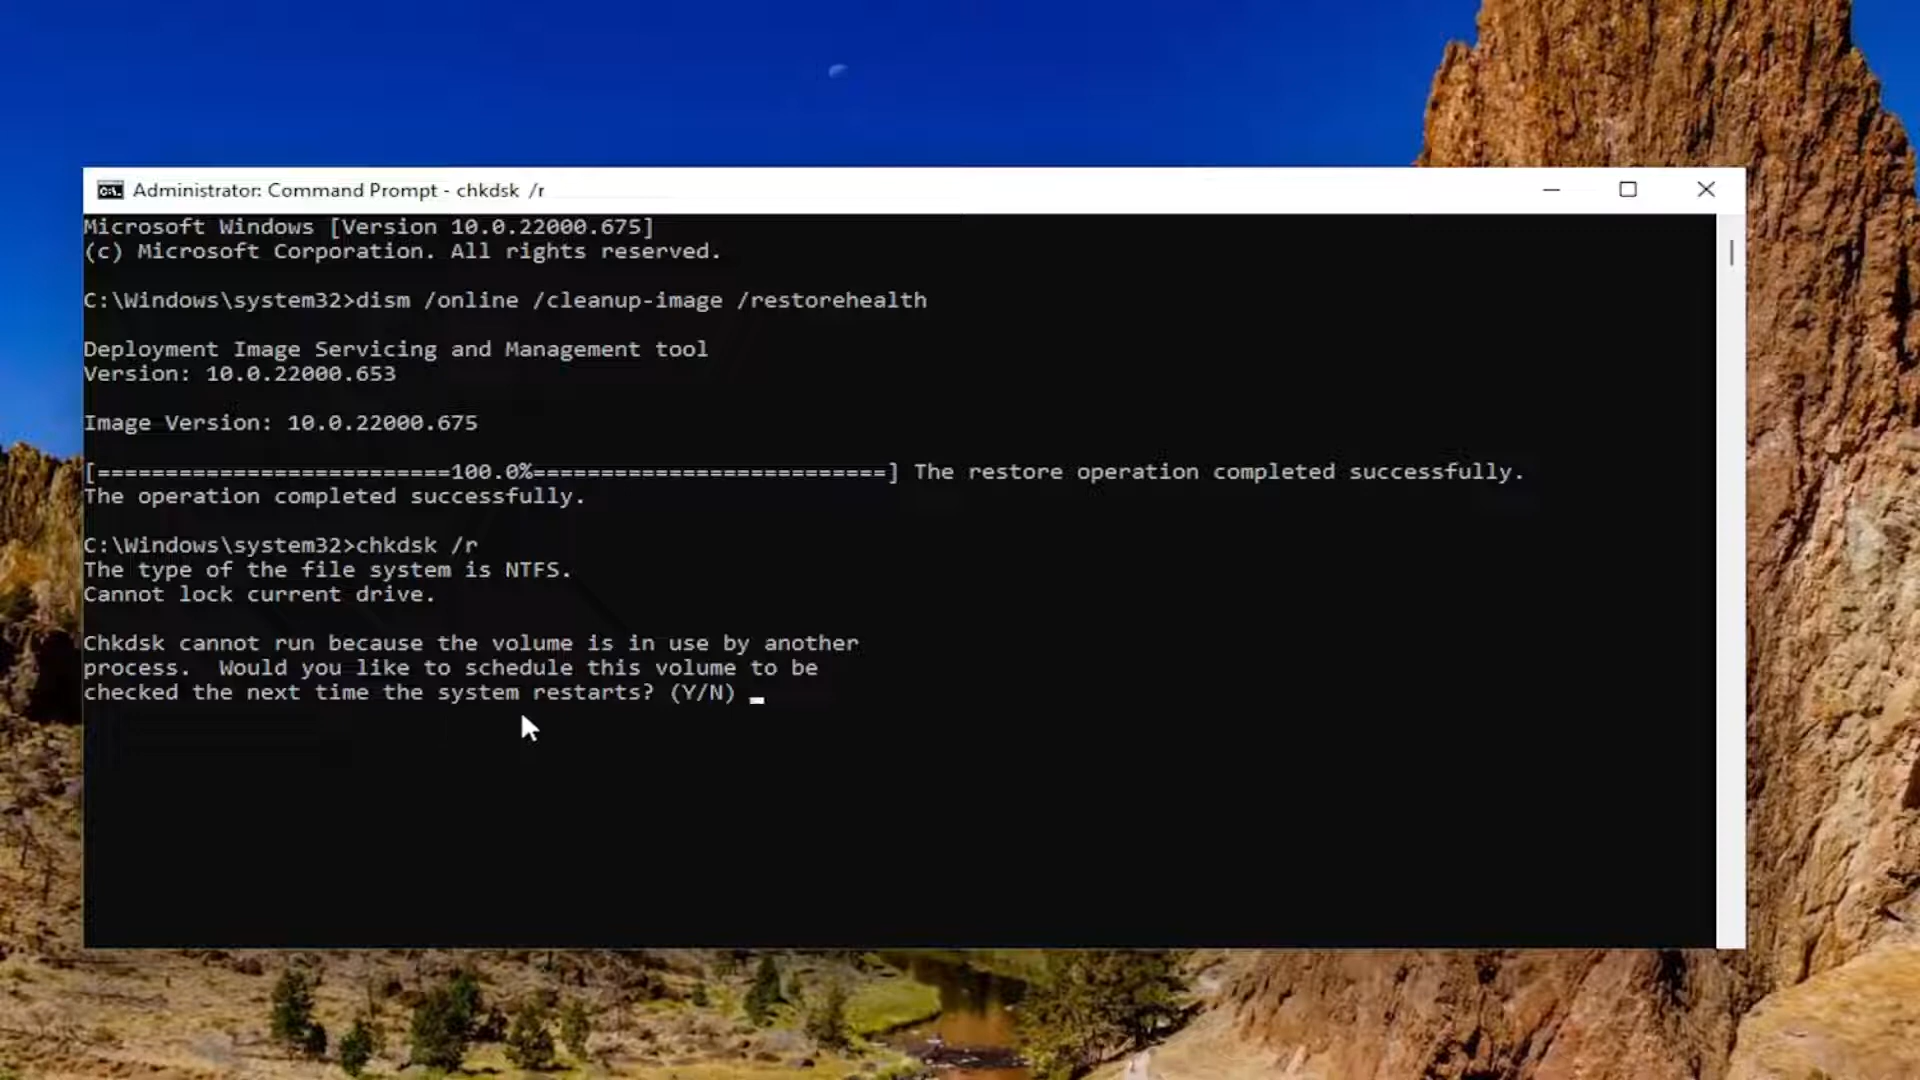 Administrator: Command Prompt - chkdsk /r
Microsoft Windows [Version 10.0.22000.675]
(c) Microsoft Corporation. All rights reserved.
C:\Windows\system32>dism /online /cleanup-image /restorehealth
Deployment Image Servicing and Management tool
Version: 10.0.22000.653
Image Version: 10.0.22000.675
[==========================100.0%==========================] The restore operation completed successfully.
The operation completed successfully.
C:\Windows\system32>chkdsk /r
The type of the file system is NTFS.
Cannot lock current drive.
Chkdsk cannot run because the volume is in use by another
process.  Would you like to schedule this volume to be
checked the next time the system restarts? (Y/N) _